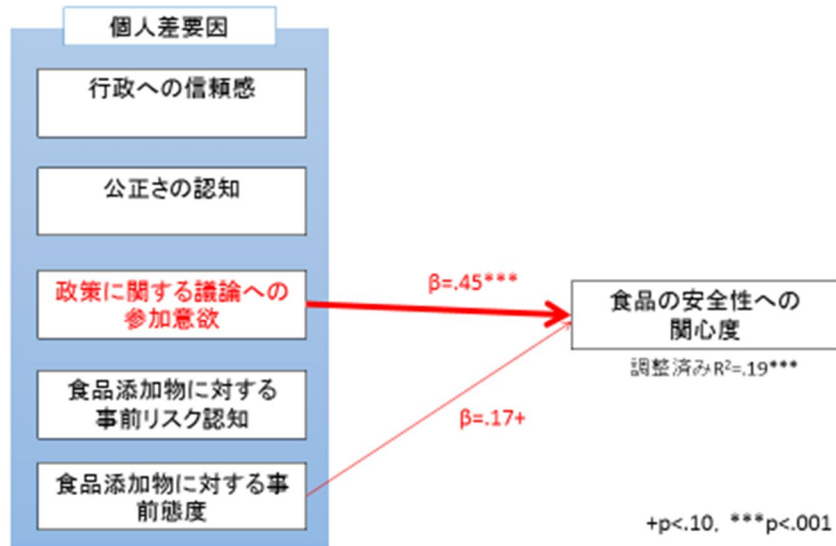 個人差要因
行政への信頼感
公正さの認知
政策に関する議論への
参加意欲
食品添加物に対する
事前リスク認知
食品添加物に対する事
前態度
β=.45***
β=.17+
食品の安全性への
関心度
調整済みR²=.19***
+p<.10, ***p<.001